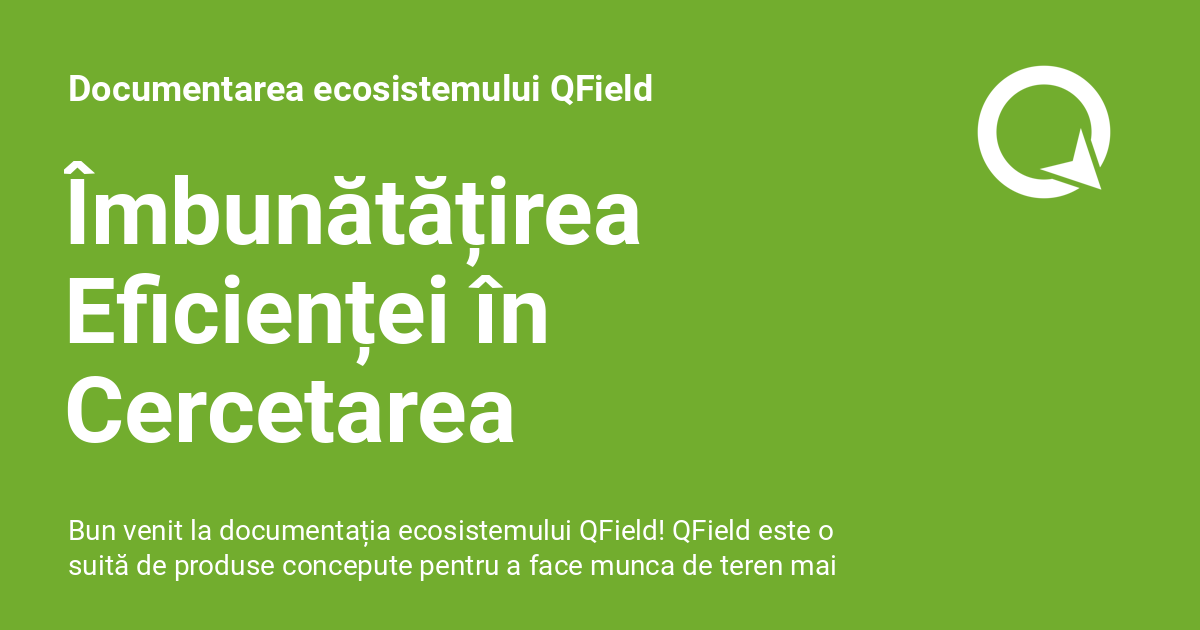 Documentarea ecosistemului QField
Îmbunătățirea
Eficienței în
Cercetarea
Bun venit la documentația ecosistemului QField! QField este o
suită de produse concepute pentru a face munca de teren mai